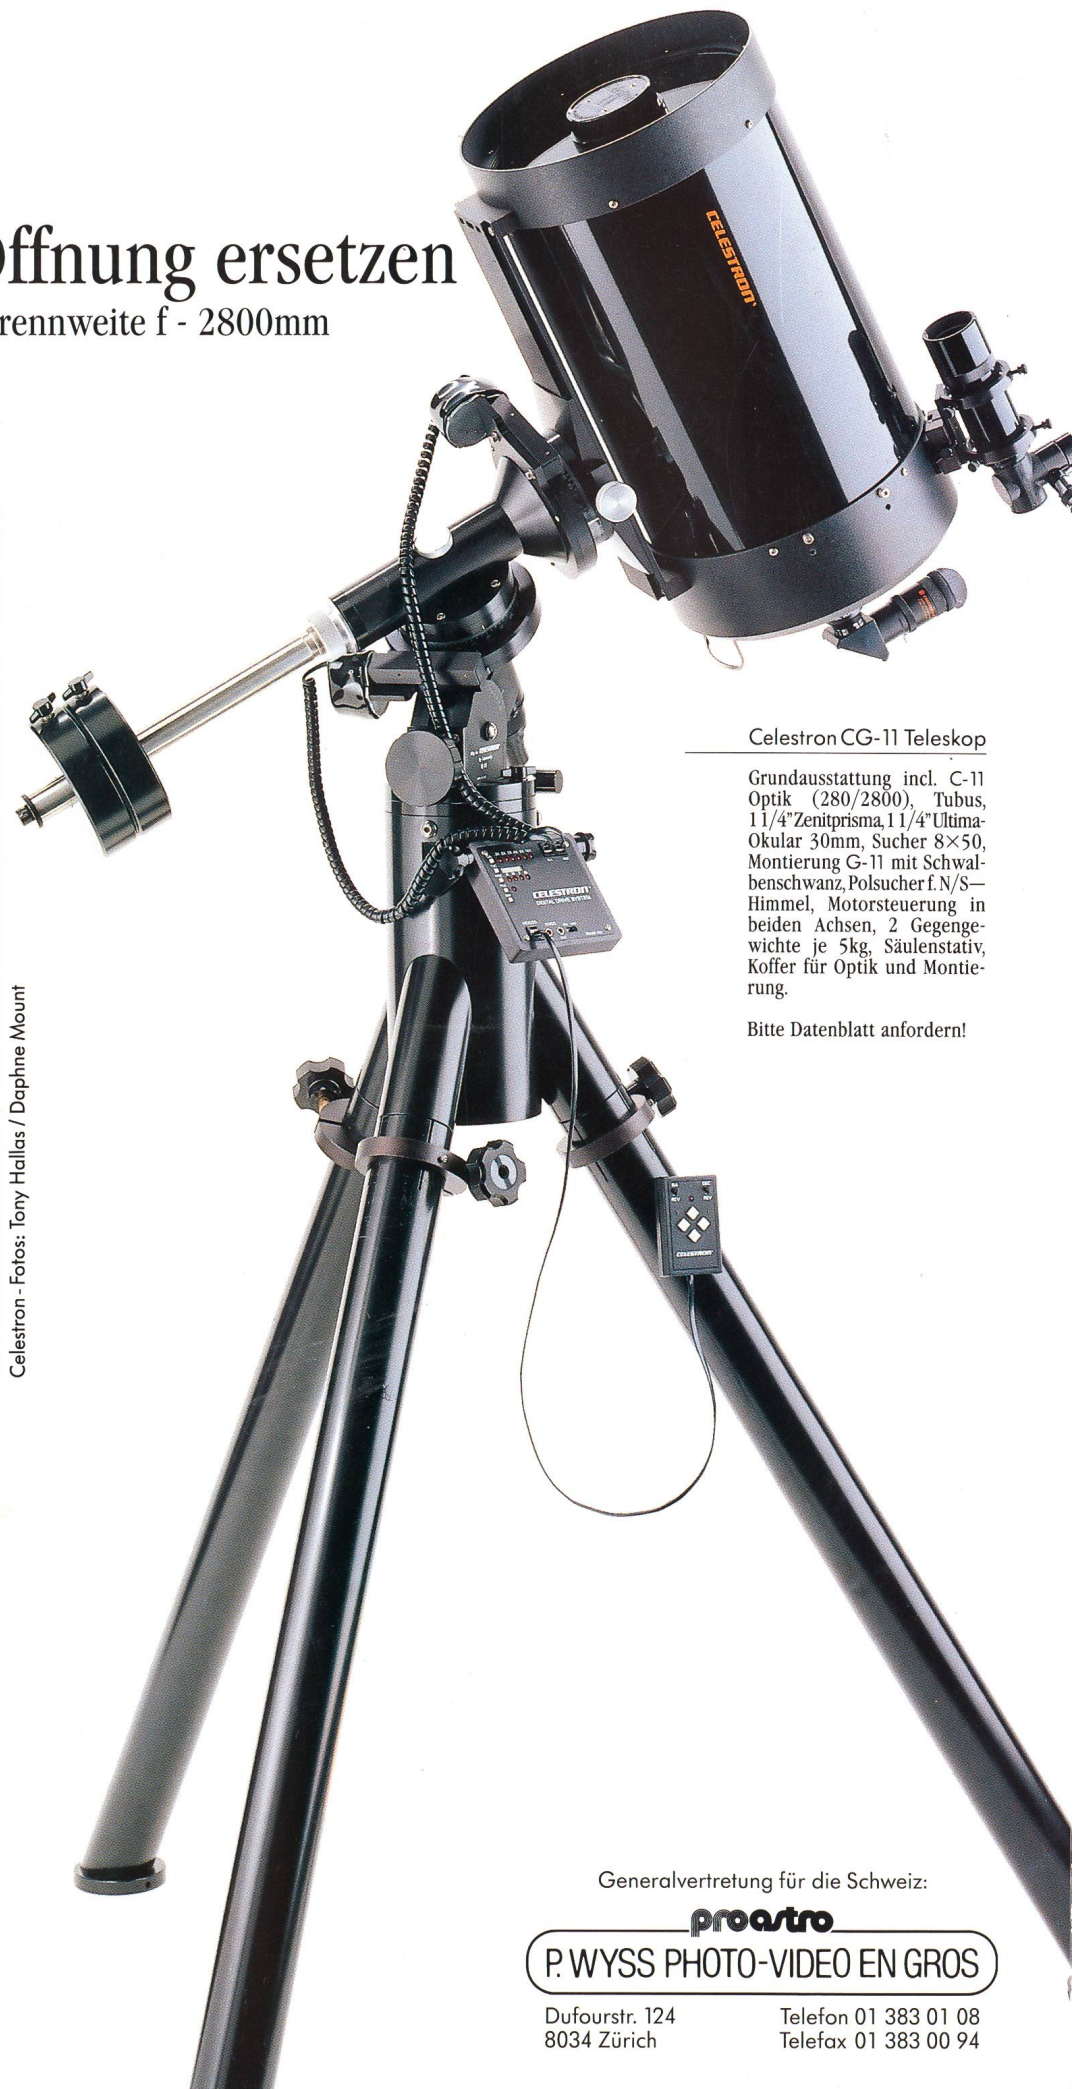 Öffnung ersetzen
rennweite f - 2800mm
CELESTRON
Celestron CG-11 Teleskop
Grundausstattung incl. C-11
Optik (280/2800), Tubus,
1 1/4"Zenitprisma, 1 1/4" Ultima-
Okular 30mm, Sucher 8×50,
Montierung G-11 mit Schwal-
benschwanz, Polsucher f. N/S—
Himmel, Motorsteuerung in
beiden Achsen, 2 Gegenge-
wichte je 5kg, Säulenstativ,
Koffer für Optik und Montie-
rung.
Bitte Datenblatt anfordern!
CELESTRON
DIGITAL DRIVE SYSTEM
Celestron - Fotos: Tony Hallas / Daphne Mount
REV REV
CELESTRON
Generalvertretung für die Schweiz:
proastro
P. WYSS PHOTO-VIDEO EN GROS
Dufourstr. 124 Telefon 01 383 01 08
8034 Zürich Telefax 01 383 00 94